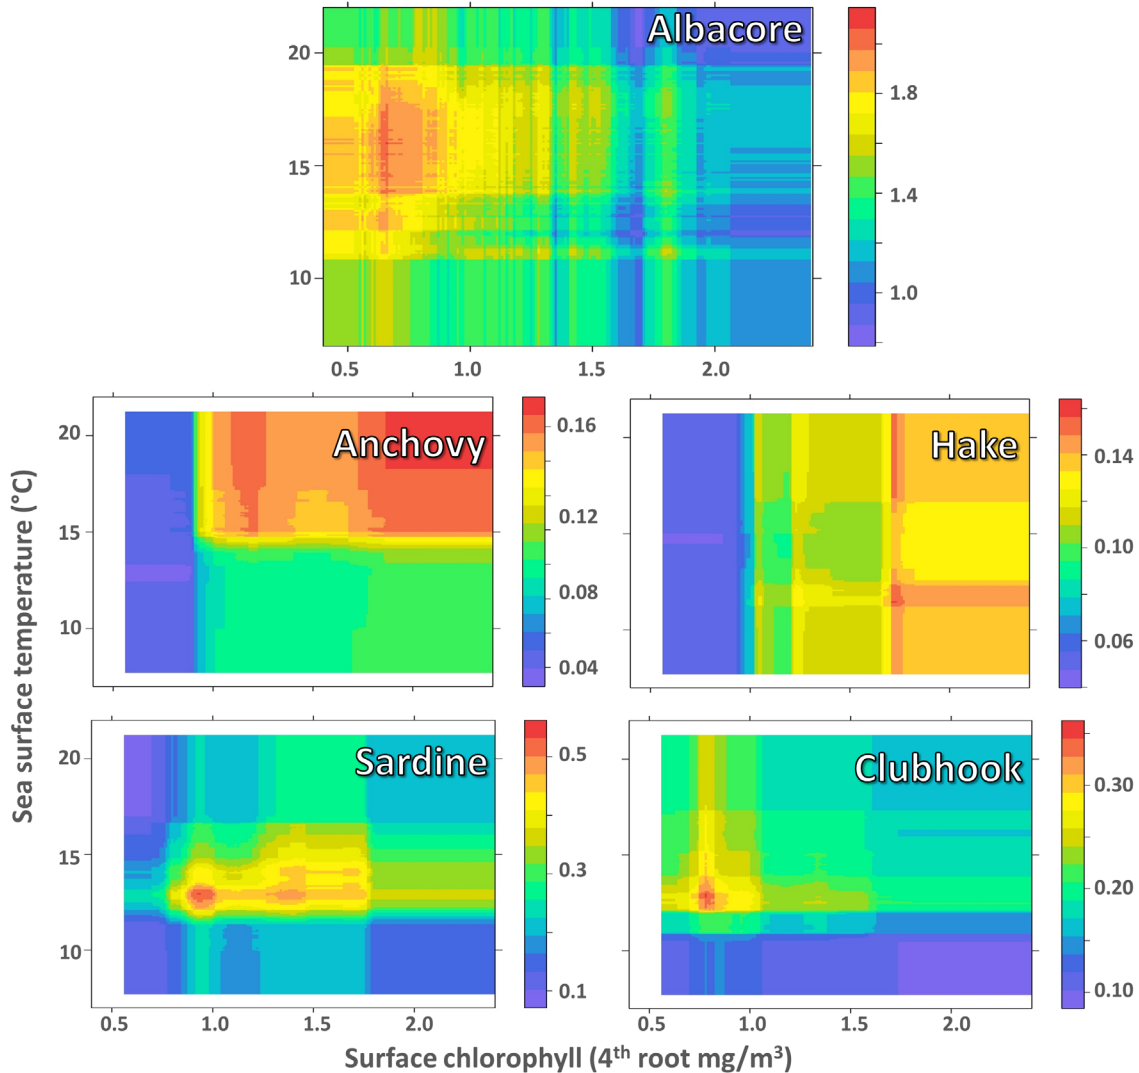 Albacore
20
15
10
0.5 1.0 1.5 2.0
1.8
1.4
1.0
Sea surface temperature (°C)
Anchovy
20
15
10
0.16
0.12
0.08
0.04
Hake
0.14
0.10
0.06
Sardine
20
15
10
0.5 1.0 1.5 2.0
0.5
0.3
0.1
Clubhook
0.5 1.0 1.5 2.0
0.30
0.20
0.10
Surface chlorophyll (4th root mg/m³)